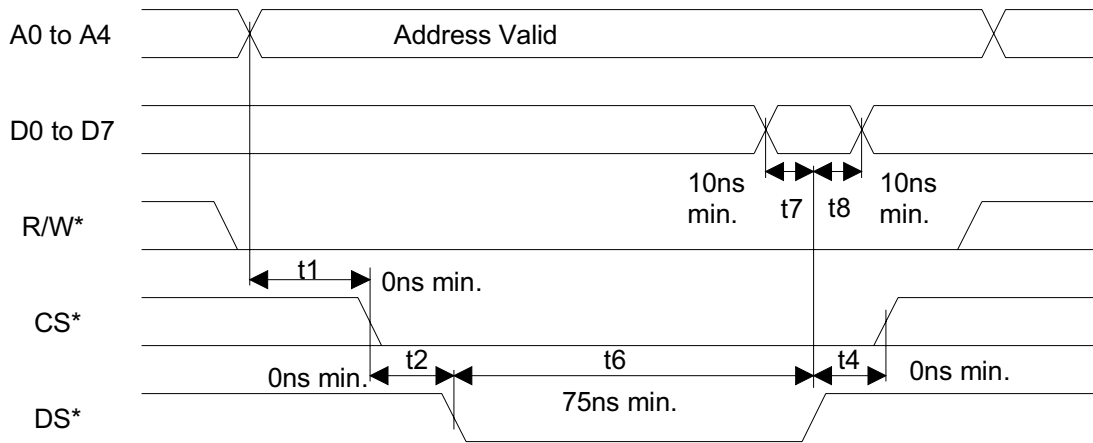 A0 to A4
Address Valid
D0 to D7
10ns
min.
t7
t8
10ns
min.
R/W*
t1
0ns min.
CS*
0ns min.
t2
t6
t4
0ns min.
75ns min.
DS*